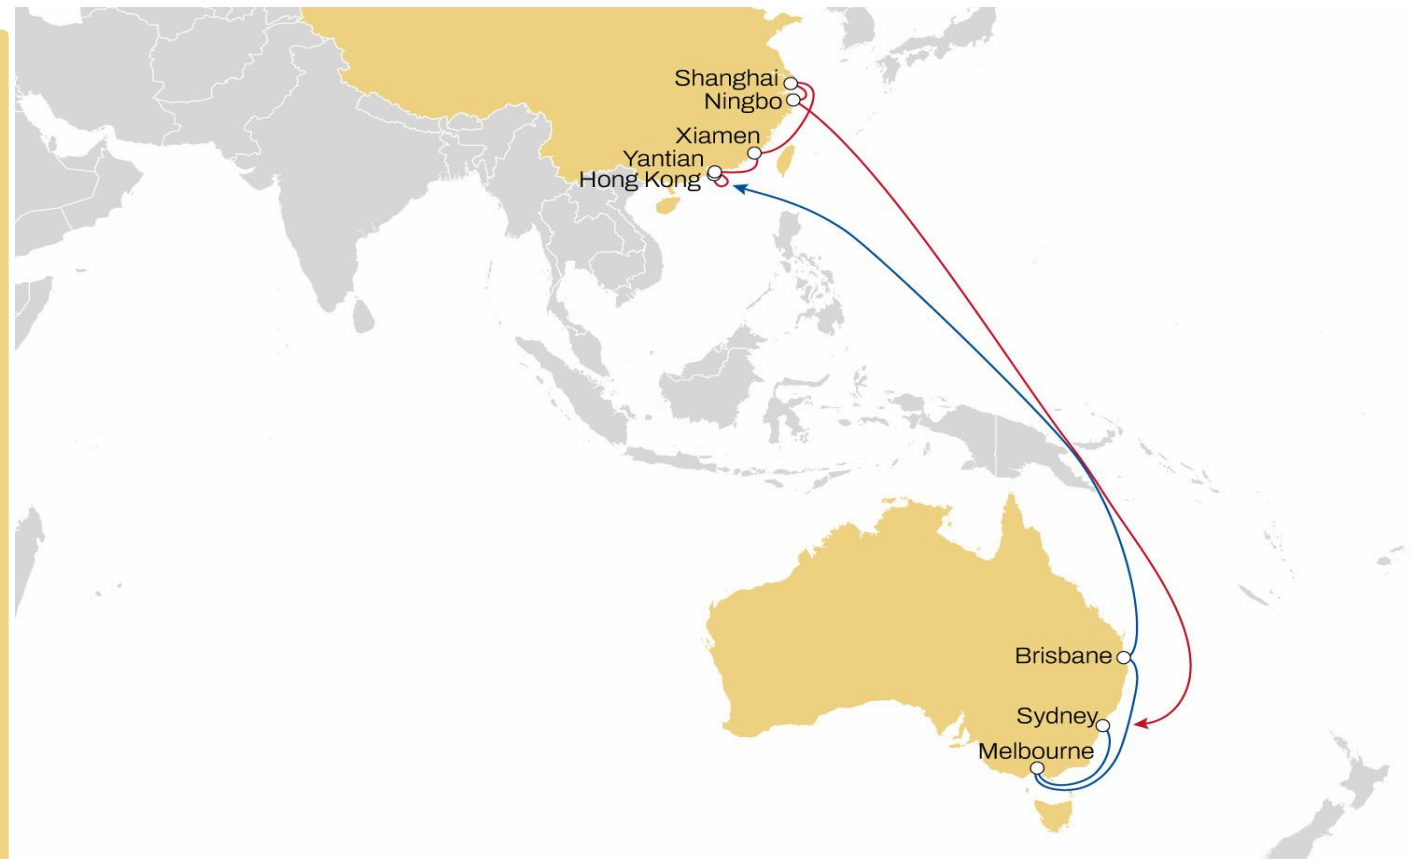 Shanghai
Ningbo
Xiamen
Yantian
Hong Kong
Brisbane
Sydney
Melbourne